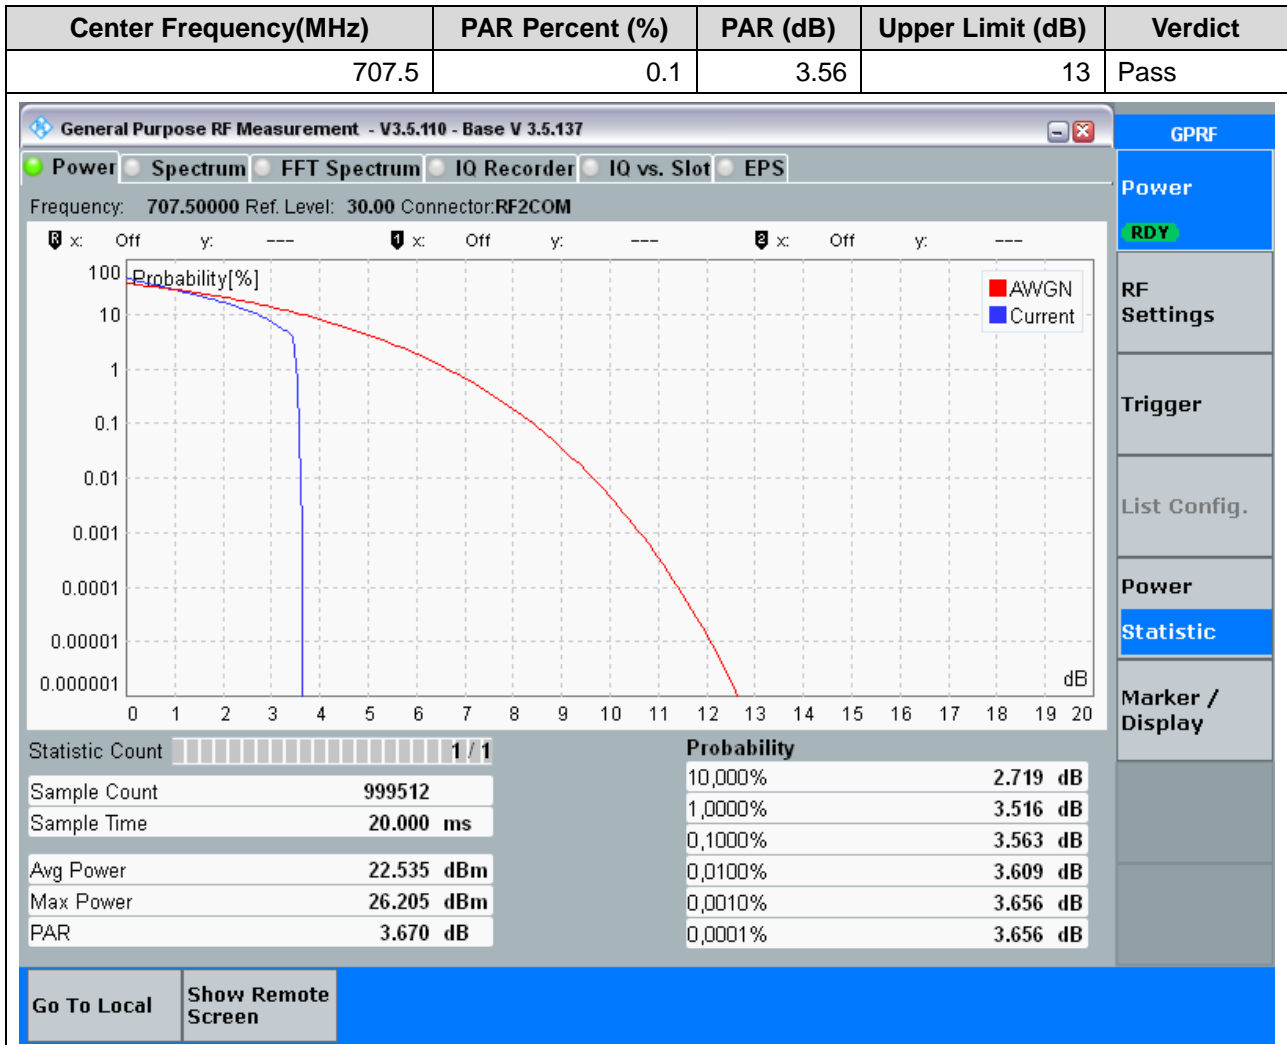 Center Frequency(MHz) PAR Percent (%) PAR (dB) Upper Limit (dB) Verdict
707.5 0.1 3.56 13 Pass
General Purpose RF Measurement - V3.5.110 - Base V 3.5.137
GPRF
Power Spectrum FFT Spectrum IQ Recorder IQ vs. Slot EPS
Power
RDY
Frequency: 707.50000 Ref. Level: 30.00 Connector:RF2COM
R x: Off y: --- 1 x: Off y: --- 2 x: Off y: ---
Probability[%]
AWGN
Current
100
10
1
0.1
0.01
0.001
0.0001
0.00001
0.000001
dB
0 1 2 3 4 5 6 7 8 9 10 11 12 13 14 15 16 17 18 19 20
RF
Settings
Trigger
List Config.
Power
Statistic
Marker /
Display
Statistic Count 1 / 1
Sample Count 999512
Sample Time 20.000 ms
Avg Power 22.535 dBm
Max Power 26.205 dBm
PAR 3.670 dB
Probability
10,000% 2.719 dB
1,0000% 3.516 dB
0,1000% 3.563 dB
0,0100% 3.609 dB
0,0010% 3.656 dB
0,0001% 3.656 dB
Go To Local
Show Remote
Screen